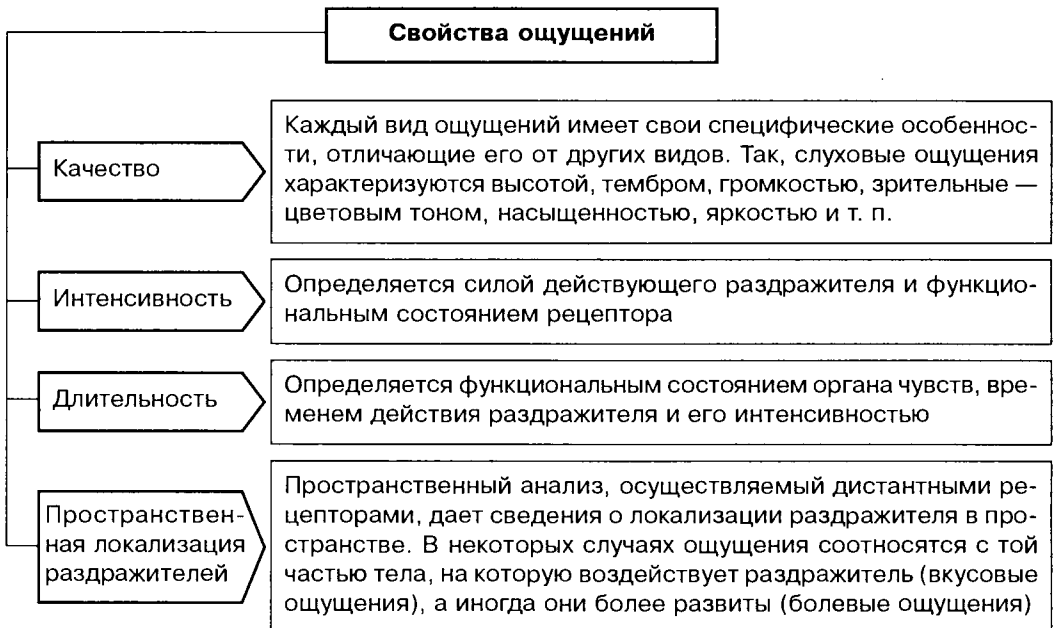 Свойства ощущений
Качество
Каждый вид ощущений имеет свои специфические особеннос-
ти, отличающие его от других видов. Так, слуховые ощущения
характеризуются высотой, тембром, громкостью, зрительные —
цветовым тоном, насыщенностью, яркостью и т. п.
Интенсивность
Определяется силой действующего раздражителя и функцио-
нальным состоянием рецептора
Длительность
Определяется функциональным состоянием органа чувств, вре-
менем действия раздражителя и его интенсивностью
Пространствен-
ная локализация
раздражителей
Пространственный анализ, осуществляемый дистантными ре-
цепторами, дает сведения о локализации раздражителя в про-
странстве. В некоторых случаях ощущения соотносятся с той
частью тела, на которую воздействует раздражитель (вкусовые
ощущения), а иногда они более развиты (болевые ощущения)